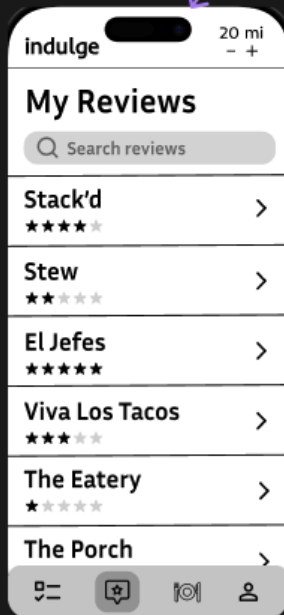 indulge
20 mi
- +
My Reviews
Search reviews
Stack'd
Stew
El Jefes
Viva Los Tacos
The Eatery
The Porch